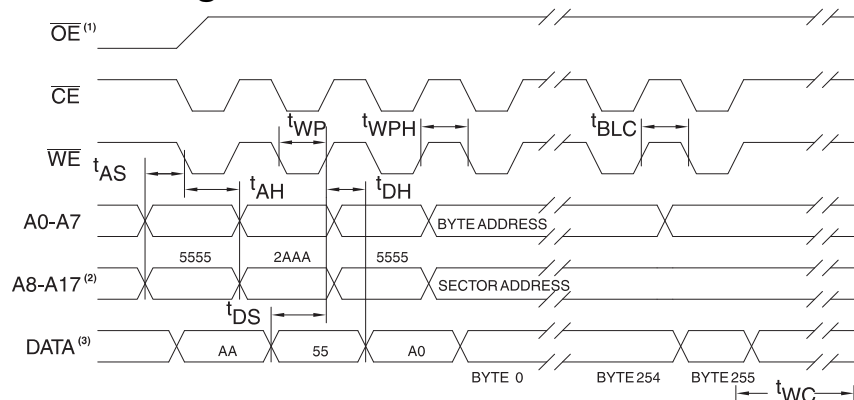 OE (1)
CE
tWP tWPH tBLC
WE
tAS
tAH tDH
A0-A7 BYTE ADDRESS
5555 2AAA 5555
A8-A17 (2) SECTOR ADDRESS
tDS
DATA (3) AA 55 A0
BYTE 0 BYTE 254 BYTE 255
tWC